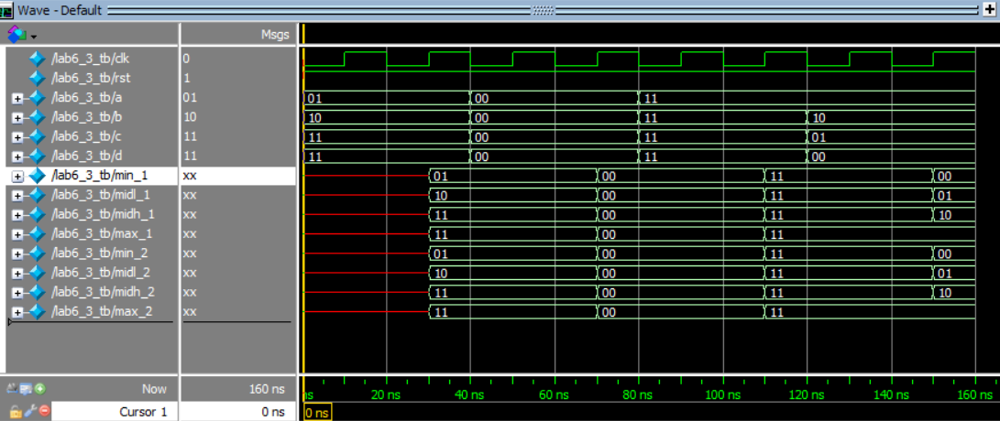 Wave - Default
Msgs
/lab6_3_tb/clk 0
/lab6_3_tb/rst 1
/lab6_3_tb/a 01 01 00 11
/lab6_3_tb/b 10 10 00 11 10
/lab6_3_tb/c 11 11 00 11 01
/lab6_3_tb/d 11 11 00 11 00
/lab6_3_tb/min_1 xx 01 00 11 00
/lab6_3_tb/midl_1 xx 10 00 11 01
/lab6_3_tb/midh_1 xx 11 00 11 10
/lab6_3_tb/max_1 xx 11 00 11
/lab6_3_tb/min_2 xx 01 00 11 00
/lab6_3_tb/midl_2 xx 10 00 11 01
/lab6_3_tb/midh_2 xx 11 00 11 10
/lab6_3_tb/max_2 xx 11 00 11
Now 160 ns 20 ns 40 ns 60 ns 80 ns 100 ns 120 ns 140 ns 160 ns
Cursor 1 0 ns 0 ns